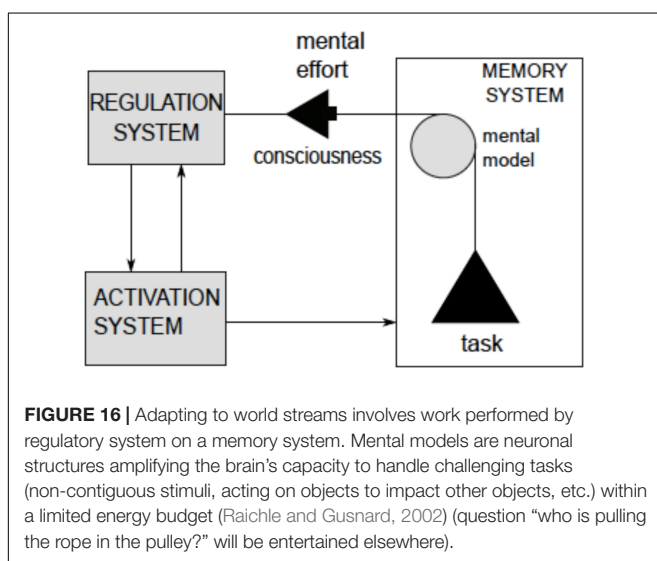 mental
effort
MEMORY
SYSTEM
REGULATION
SYSTEM
mental
model
consciousness
ACTIVATION
SYSTEM
task
FIGURE 16 | Adapting to world streams involves work performed by
regulatory system on a memory system. Mental models are neuronal
structures amplifying the brain’s capacity to handle challenging tasks
(non-contiguous stimuli, acting on objects to impact other objects, etc.) within
a limited energy budget (Raichle and Gusnard, 2002) (question “who is pulling
the rope in the pulley?” will be entertained elsewhere).